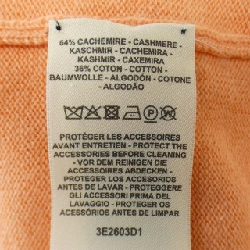 64% CACHEMIRE - CASHMERE -
KASCHMIR - CACHEMIRA -
KASHMIR - CAXEMIRA
36% COTON - COTTON -
BAUMWOLLE - ALGODÓN - COTONE
- ALGODÃO
PROTÉGER LES ACCESSOIRES
AVANT ENTRETIEN - PROTECT THE
ACCESSORIES BEFORE CLEANING
- VOR DEM REINIGEN DIE
ACCESSOIRES ABDECKEN -
PROTEGER LOS ACCESORIOS
ANTES DE LAVAR - PROTEGGERE
GLI ACCESSORI PRIMA DEL
LAVAGGIO - PROTEGER OS
ACESSÓRIOS ANTES DE LIMPAR
3E2603D1